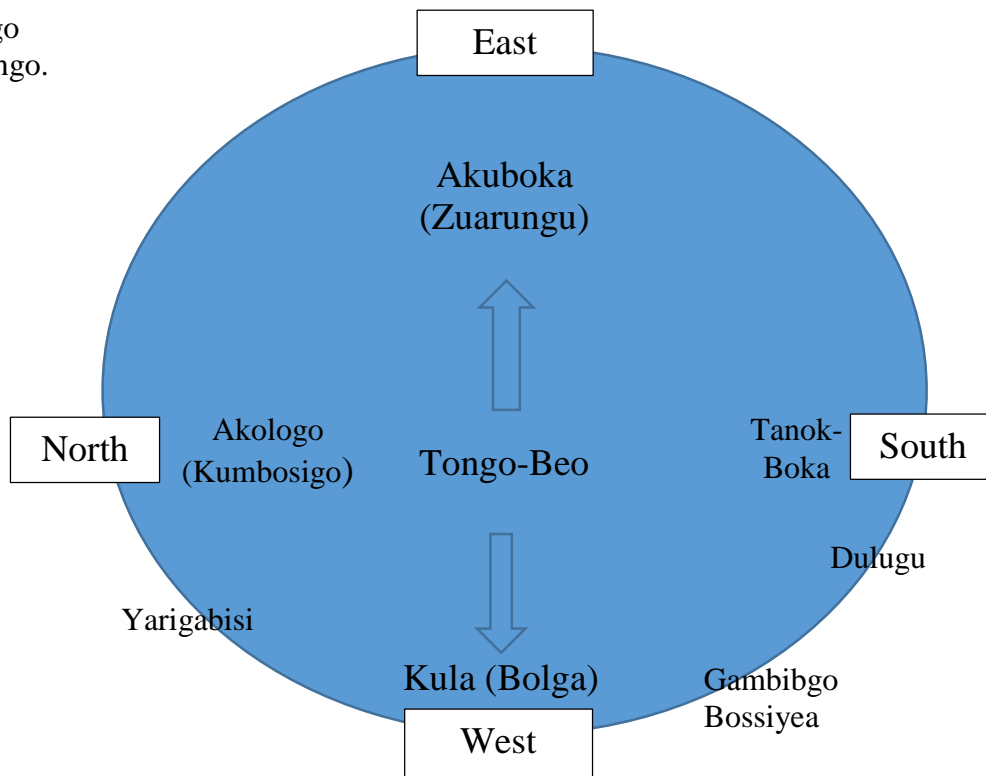 go
ngo.
East
Akuboka
(Zuarungu)
North
Akologo
(Kumbosigo)
Tongo-Beo
Tanok-
Boka
South
Dulugu
Yarigabisi
Kula (Bolga)
Gambibgo
Bossiyea
West